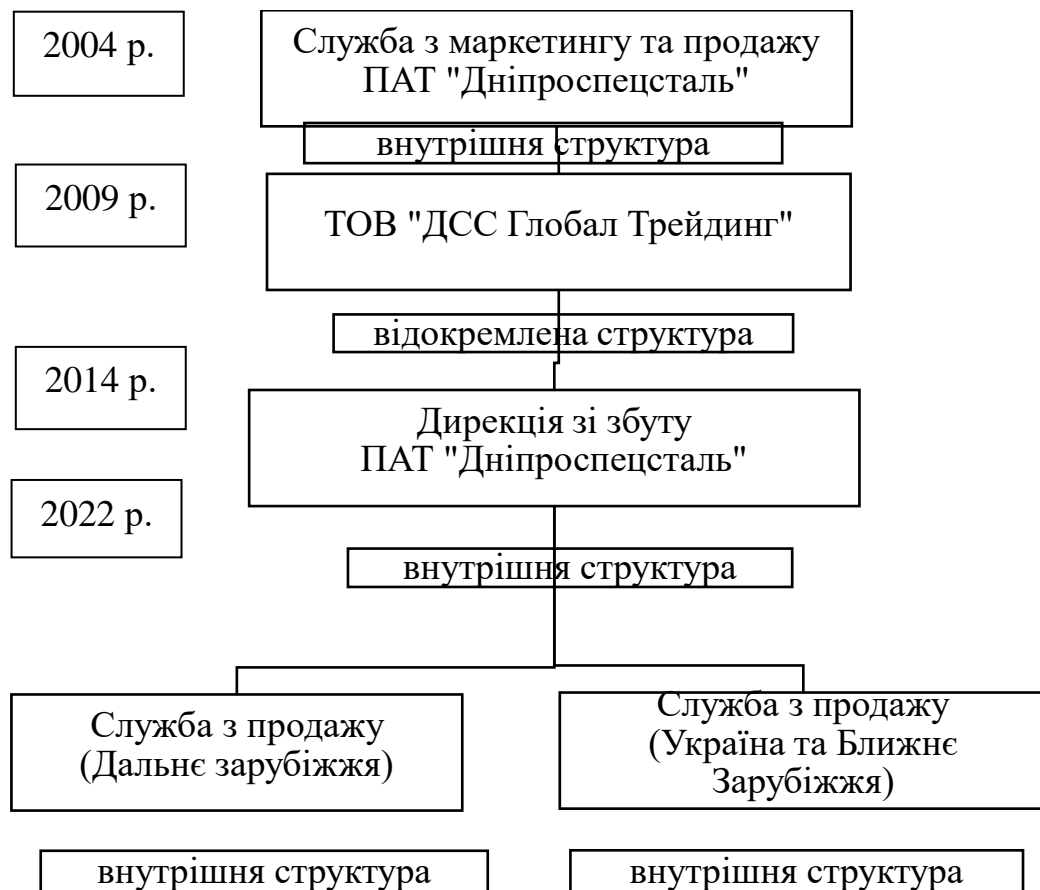 2004 р.
Служба з маркетингу та продажу
ПАТ "Дніпроспецсталь"
внутрішня структура
2009 р.
ТОВ "ДСС Глобал Трейдинг"
відокремлена структура
2014 р.
Дирекція зі збуту
ПАТ "Дніпроспецсталь"
2022 р.
внутрішня структура
Служба з продажу
(Дальнє зарубіжжя)
Служба з продажу
(Україна та Ближнє
Зарубіжжя)
внутрішня структура
внутрішня структура